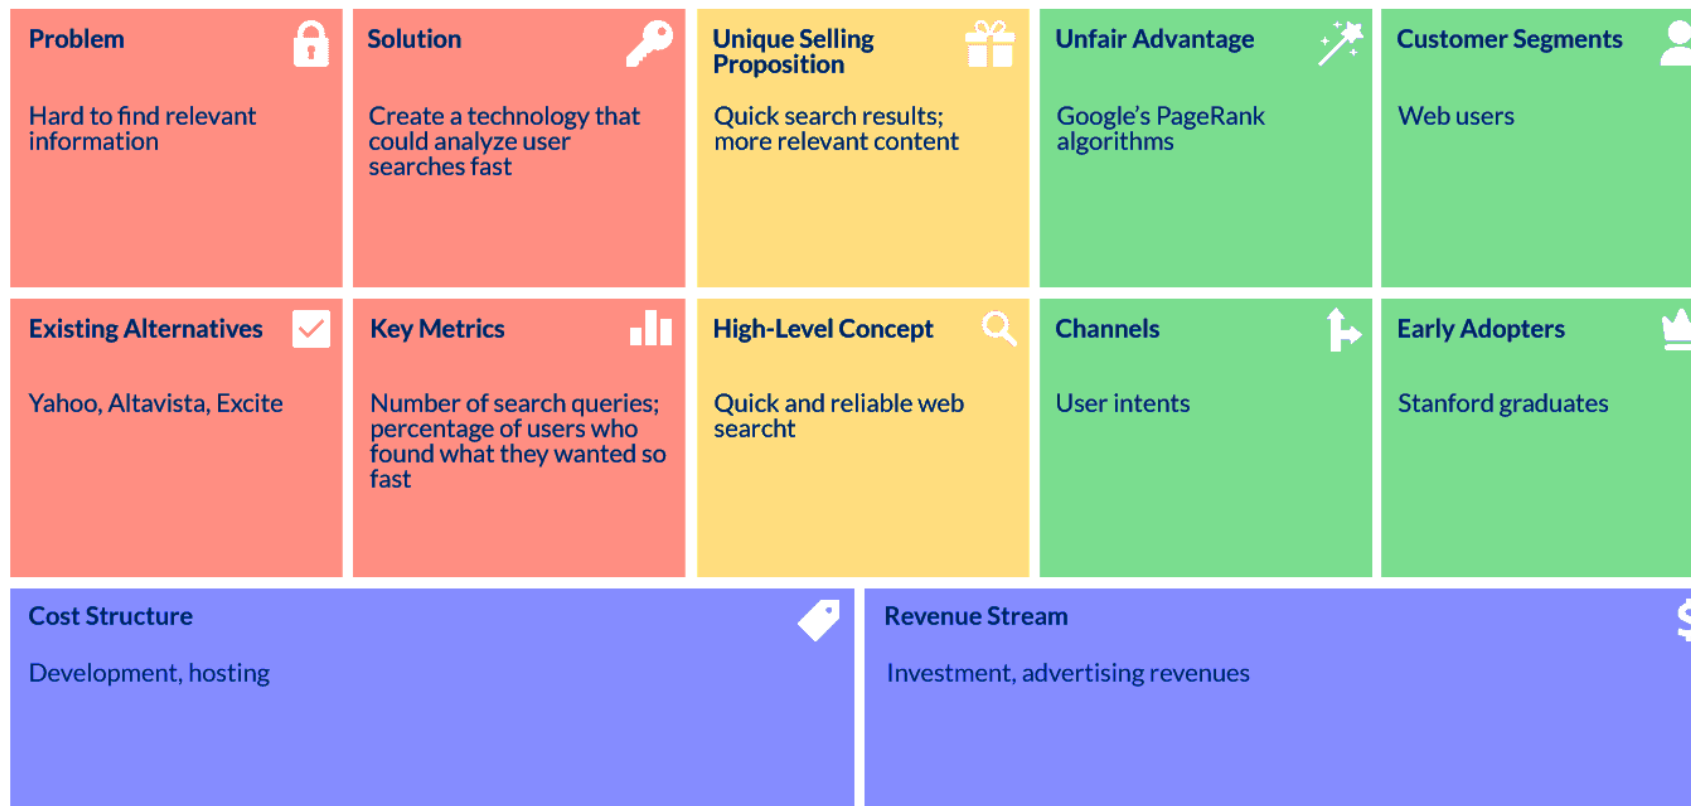 Problem
Hard to find relevant
information
Solution
Create a technology that
could analyze user
searches fast
Unique Selling
Proposition
Quick search results;
more relevant content
Unfair Advantage
Google’s PageRank
algorithms
Customer Segments
Web users
Existing Alternatives
Yahoo, Altavista, Excite
Key Metrics
Number of search queries;
percentage of users who
found what they wanted so
fast
High-Level Concept
Quick and reliable web
searcht
Channels
User intents
Early Adopters
Stanford graduates
Cost Structure
Development, hosting
Revenue Stream
$
Investment, advertising revenues